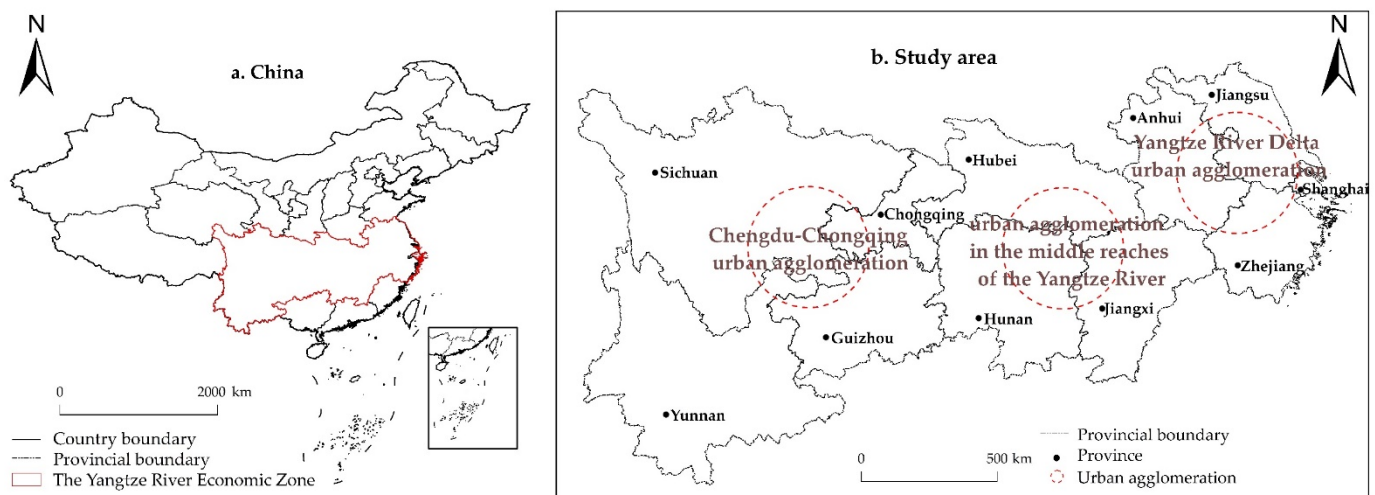 N
a. China
0 2000 km
Country boundary
Provincial boundary
The Yangtze River Economic Zone
N
b. Study area
Jiangsu
Anhui
Yangtze River Delta
urban agglomeration
Hubei
Sichuan
Shanghai
Chongqing
Chengdu-Chongqing
urban agglomeration
urban agglomeration
in the middle reaches
of the Yangtze River
Zhejiang
Jiangxi
Hunan
Guizhou
Yunnan
0 500 km
Provincial boundary
Province
Urban agglomeration